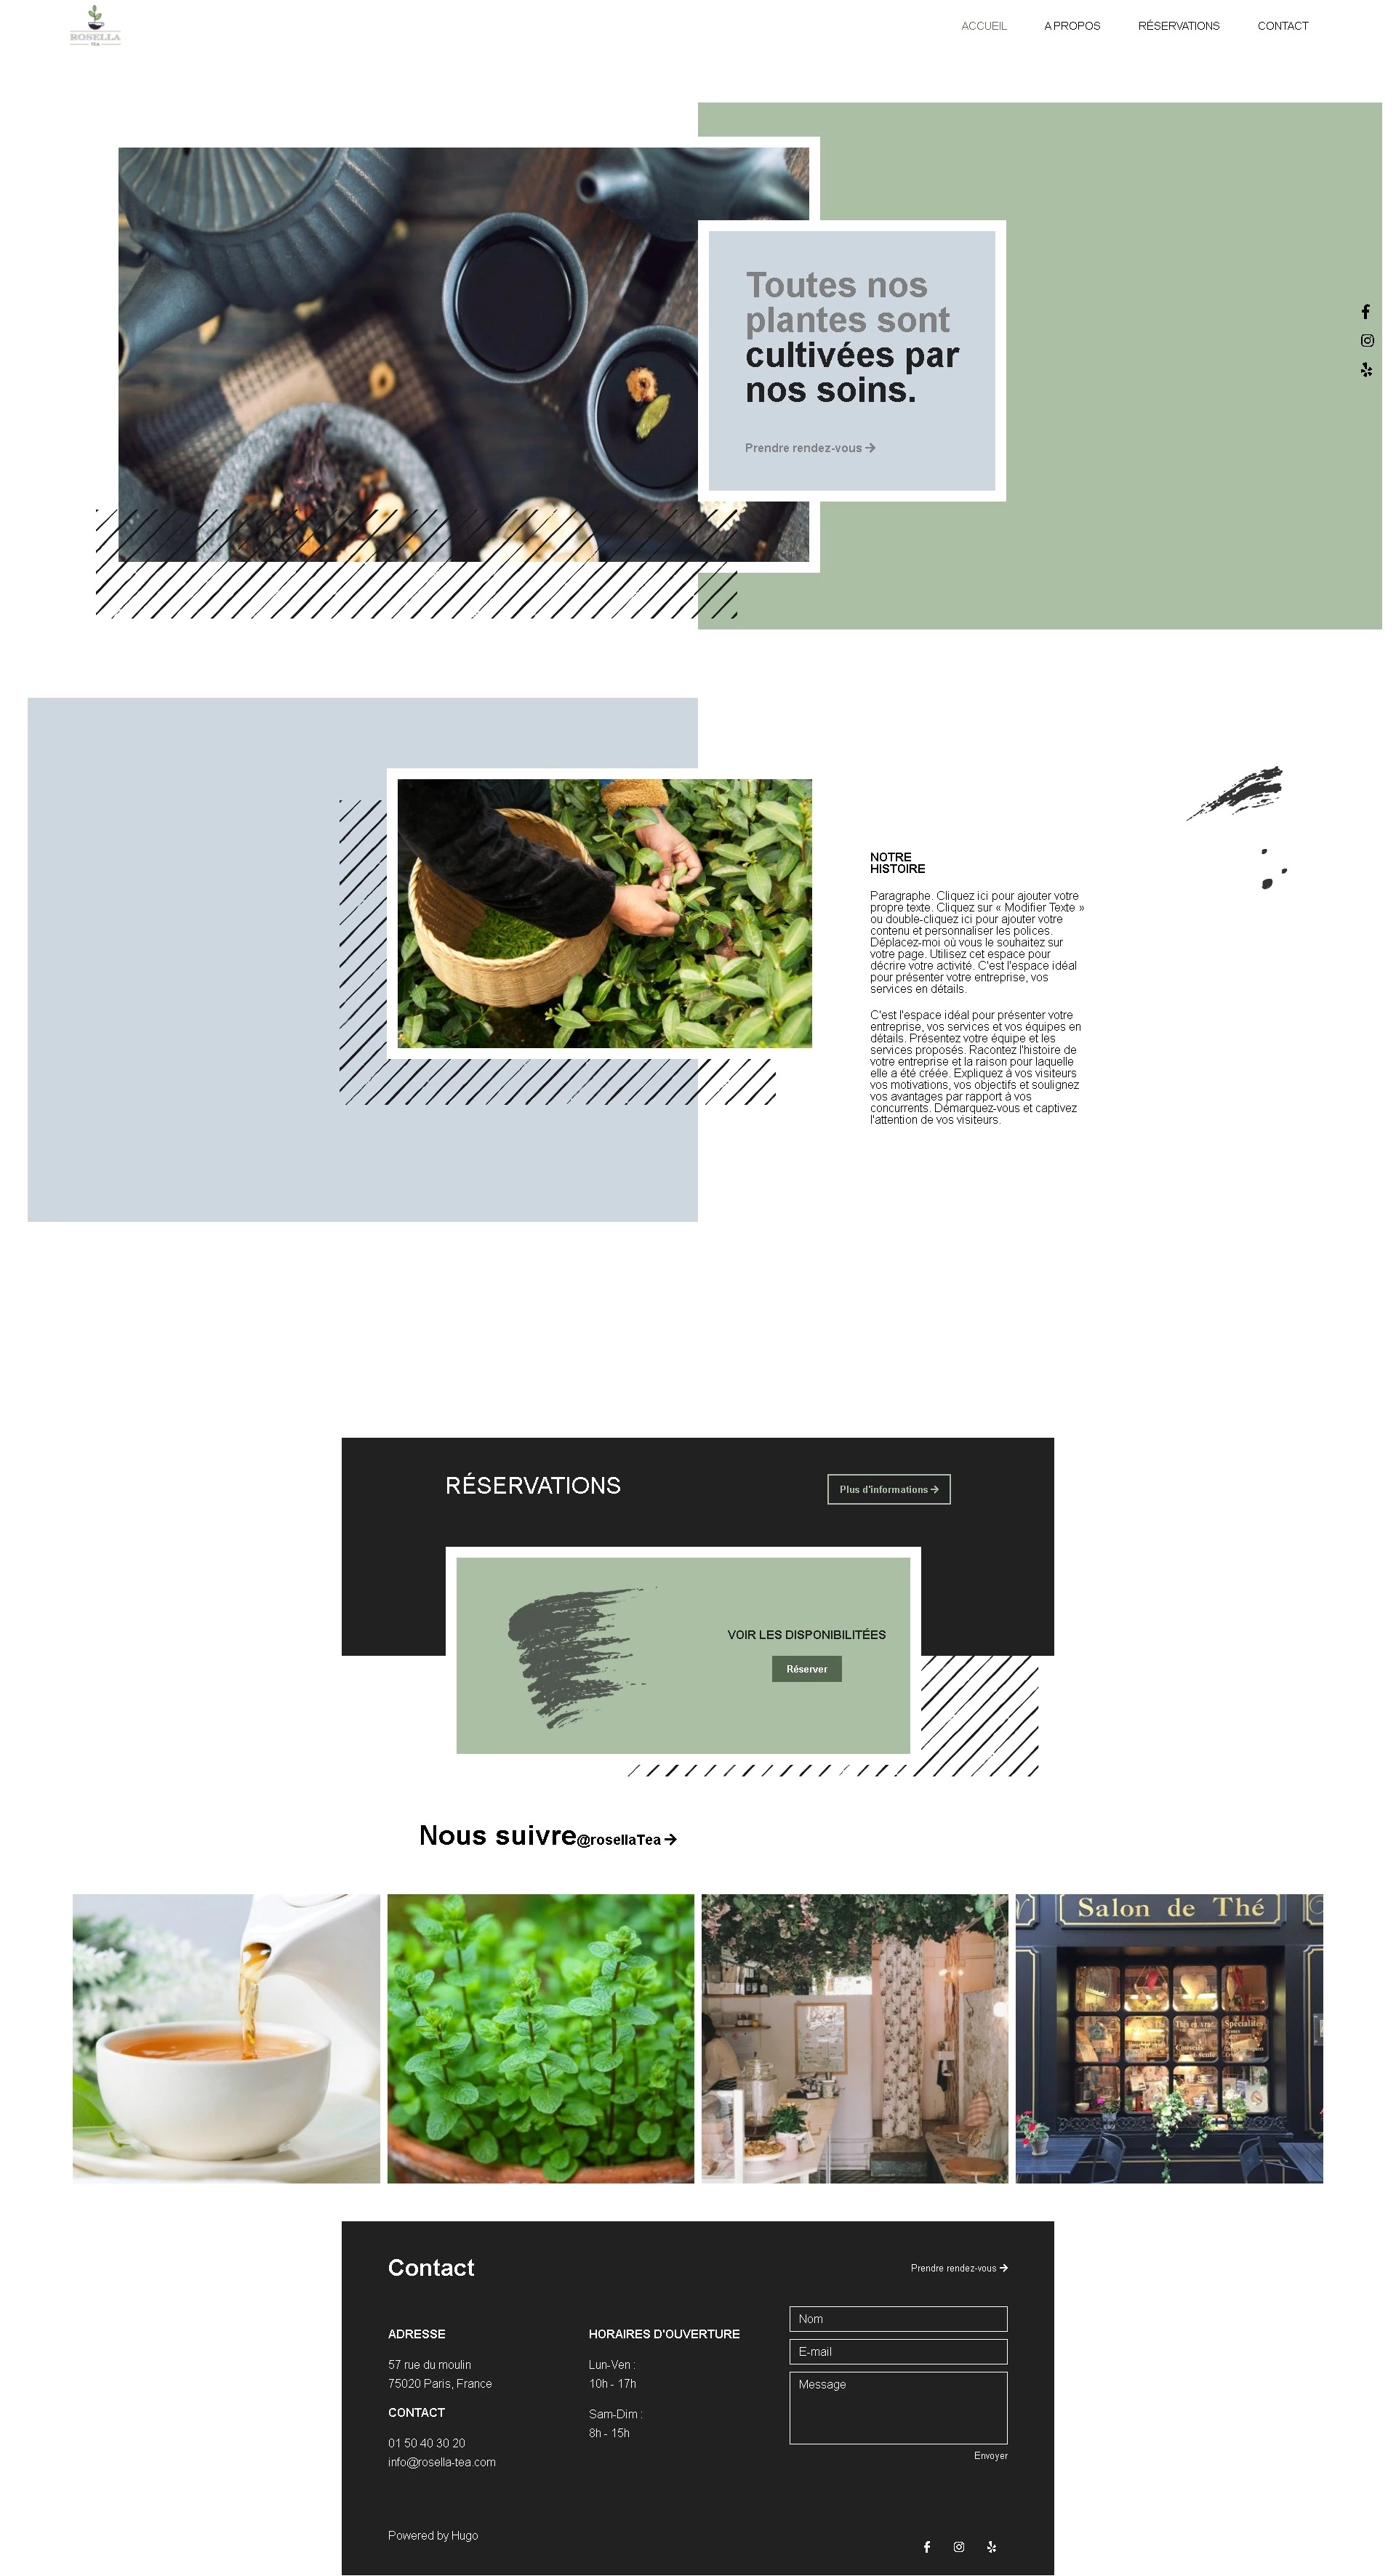 ROSELLA
TEA
ACCUEIL
A PROPOS
RÉSERVATIONS
CONTACT
Toutes nos
plantes sont
cultivées par
nos soins.
Prendre rendez-vous
NOTRE
HISTOIRE
Paragraphe. Cliquez ici pour ajouter votre
propre texte. Cliquez sur « Modifier Texte »
ou double-cliquez ici pour ajouter votre
contenu et personnaliser les polices.
Déplacez-moi où vous le souhaitez sur
votre page. Utilisez cet espace pour
décrire votre activité. C'est l'espace idéal
pour présenter votre entreprise, vos
services en détails.
C'est l'espace idéal pour présenter votre
entreprise, vos services et vos équipes en
détails. Présentez votre équipe et les
services proposés. Racontez l'histoire de
votre entreprise et la raison pour laquelle
elle a été créée. Expliquez à vos visiteurs
vos motivations, vos objectifs et soulignez
vos avantages par rapport à vos
concurrents. Démarquez-vous et captivez
l'attention de vos visiteurs.
RÉSERVATIONS
Plus d'informations
VOIR LES DISPONIBILITÉES
Réserver
Nous suivre@rosellaTea
Salon de Thé
Thés en vrac
Spécialités
Conseils
Contact
Prendre rendez-vous
ADRESSE
57 rue du moulin
75020 Paris, France
CONTACT
01 50 40 30 20
info@rosella-tea.com
HORAIRES D'OUVERTURE
Lun-Ven :
10h - 17h
Sam-Dim :
8h - 15h
Nom
E-mail
Message
Envoyer
Powered by Hugo